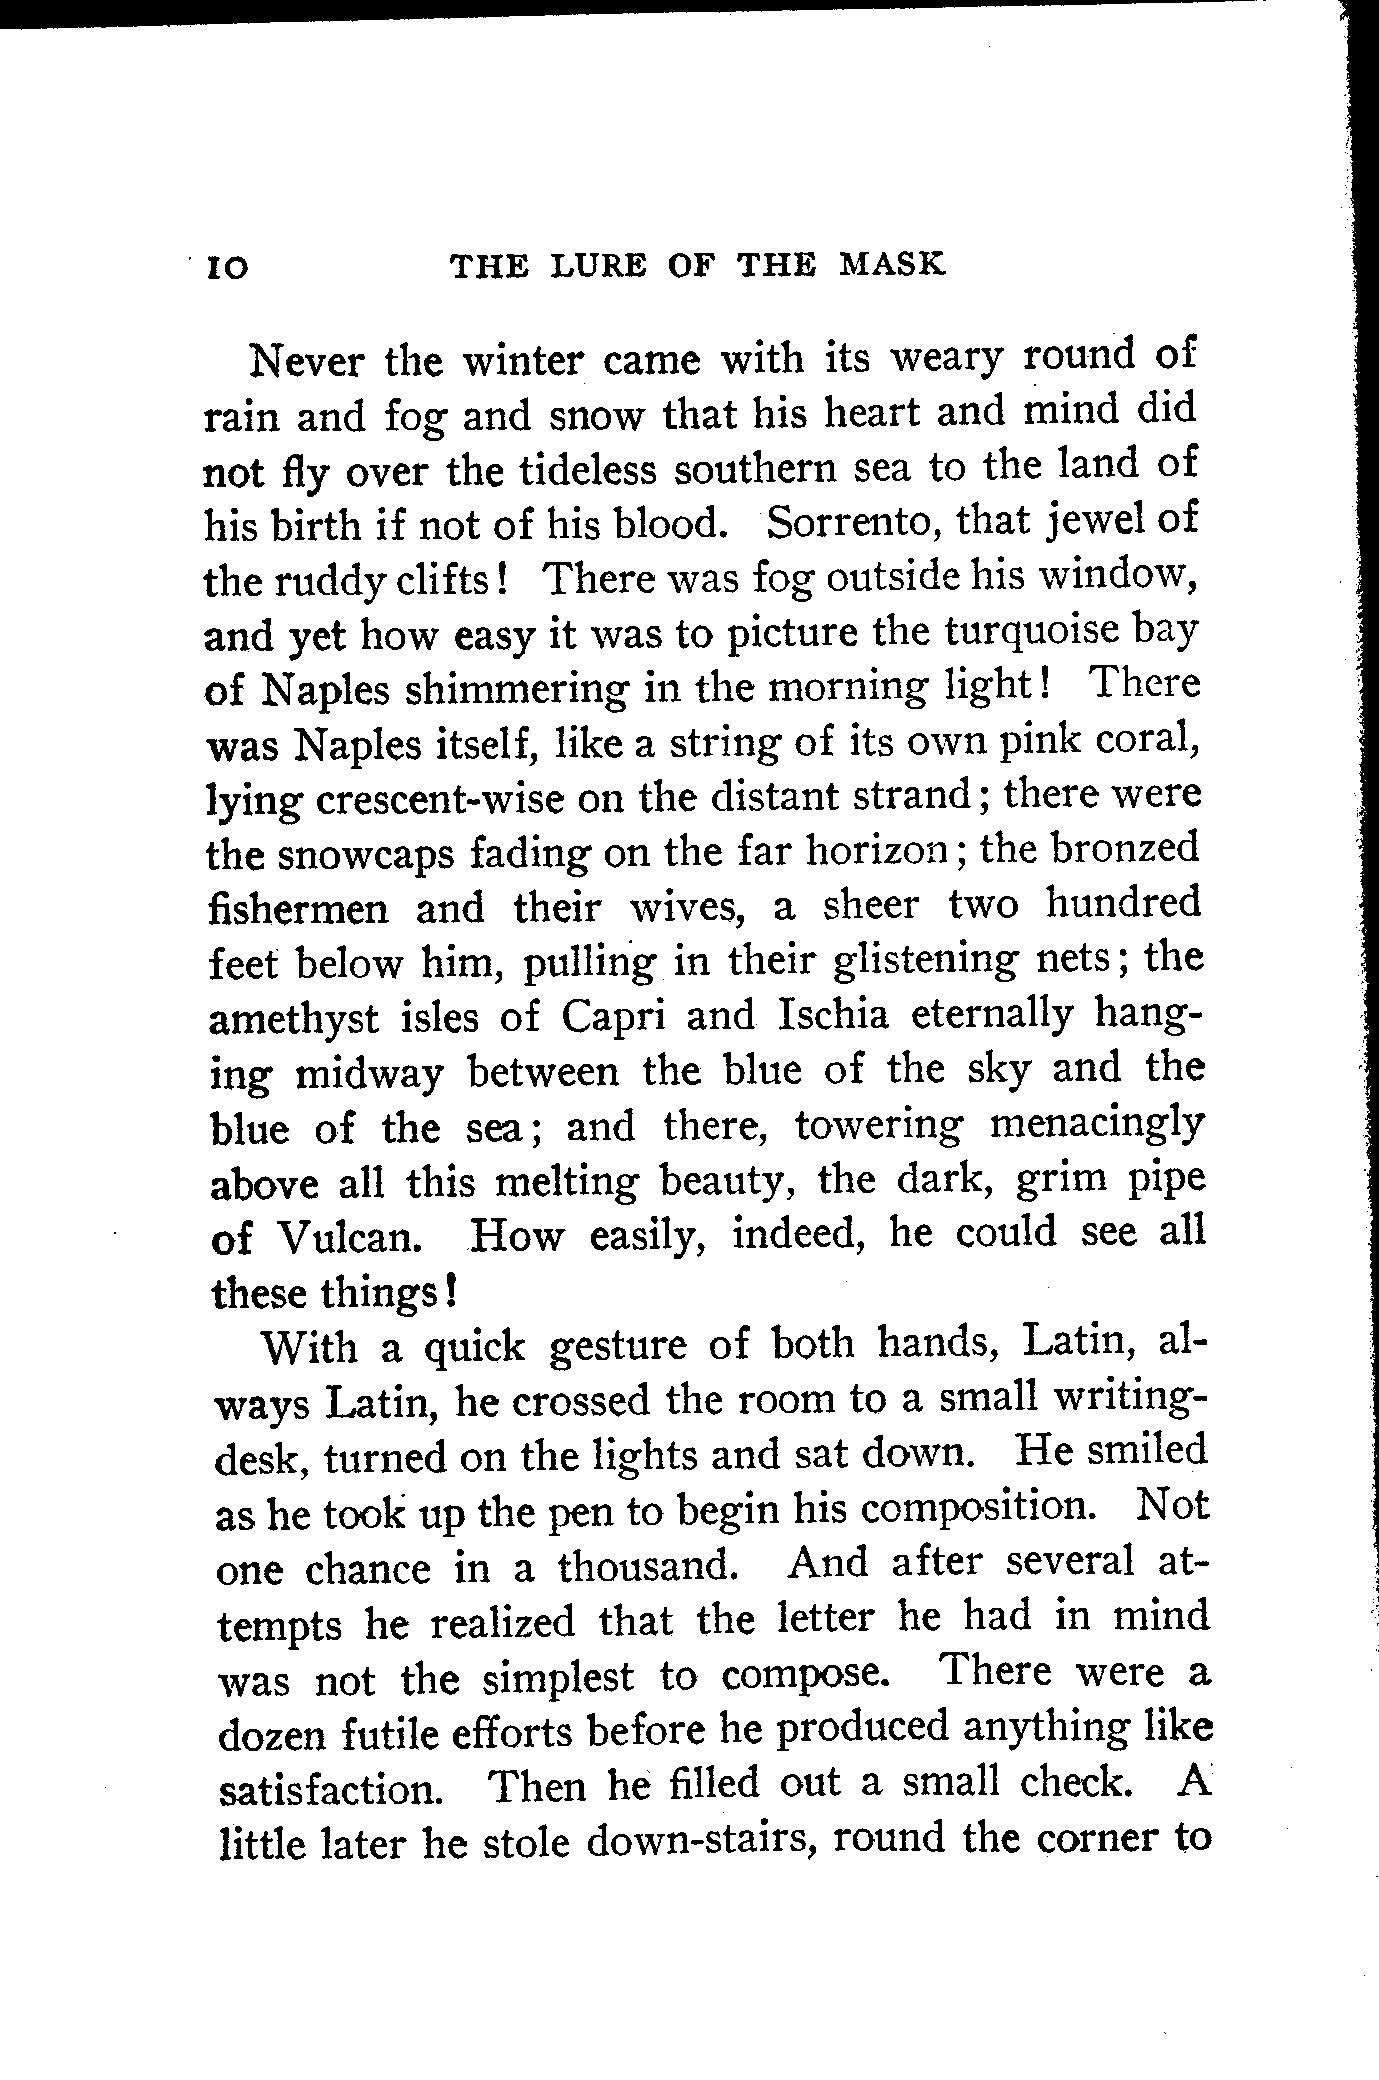 10 THE LURE OF THE MASK
Never the winter came with its weary round of
rain and fog and snow that his heart and mind did
not fly over the tideless southern sea to the land of
his birth if not of his blood. Sorrento, that jewel of
the ruddy clifts! There was fog outside his window,
and yet how easy it was to picture the turquoise bay
of Naples shimmering in the morning light! There
was Naples itself, like a string of its own pink coral,
lying crescent-wise on the distant strand; there were
the snowcaps fading on the far horizon; the bronzed
fishermen and their wives, a sheer two hundred
feet below him, pulling in their glistening nets; the
amethyst isles of Capri and Ischia eternally hang-
ing midway between the blue of the sky and the
blue of the sea; and there, towering menacingly
above all this melting beauty, the dark, grim pipe
of Vulcan. How easily, indeed, he could see all
these things!
With a quick gesture of both hands, Latin, al-
ways Latin, he crossed the room to a small writing-
desk, turned on the lights and sat down. He smiled
as he took up the pen to begin his composition. Not
one chance in a thousand. And after several at-
tempts he realized that the letter he had in mind
was not the simplest to compose. There were a
dozen futile efforts before he produced anything like
satisfaction. Then he filled out a small check. A
little later he stole down-stairs, round the corner to